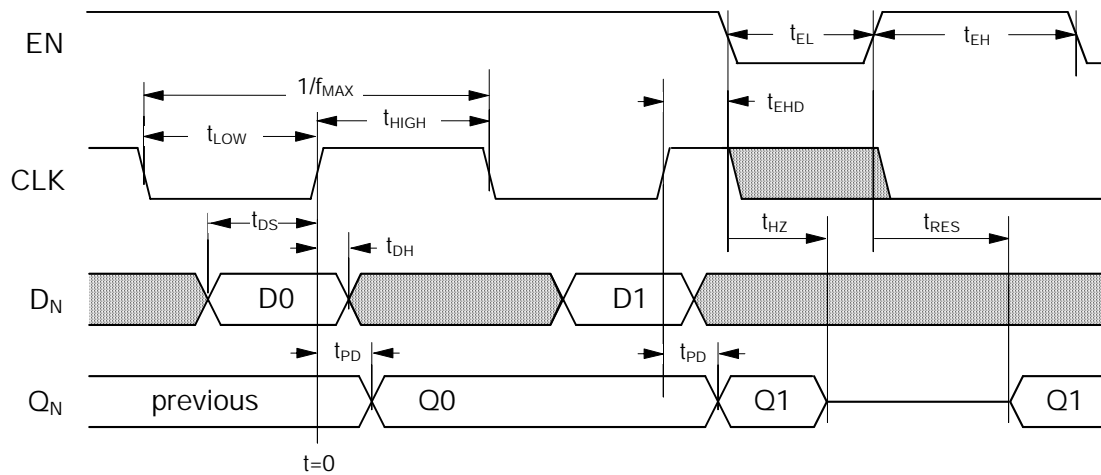 EN
t_EL
t_EH
1/f_MAX
t_EHD
t_LOW
t_HIGH
CLK
t_DS
t_HZ
t_RES
t_DH
D_N
D0
D1
t_PD
t_PD
Q_N
previous
Q0
Q1
Q1
t=0